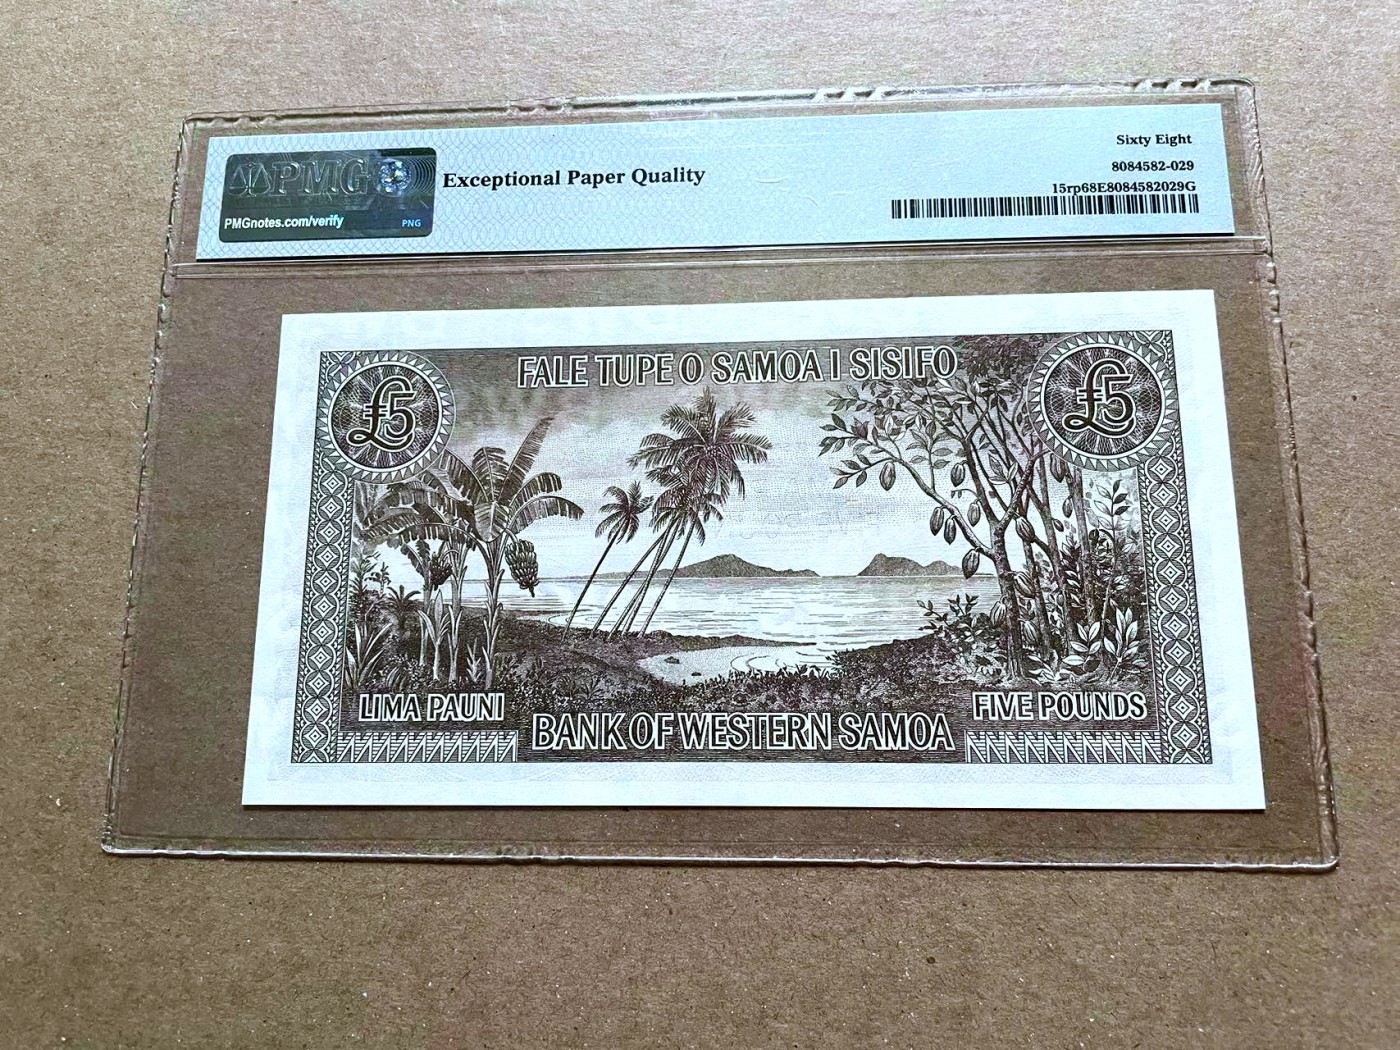 PMG
PMGnotes.com/verify
PNG
Exceptional Paper Quality
Sixty Eight
8084582-029
15rp68E8084582029G
FALE TUPE O SAMOA I SISIFO
£5
£5
LIMA PAUNI
FIVE POUNDS
BANK OF WESTERN SAMOA